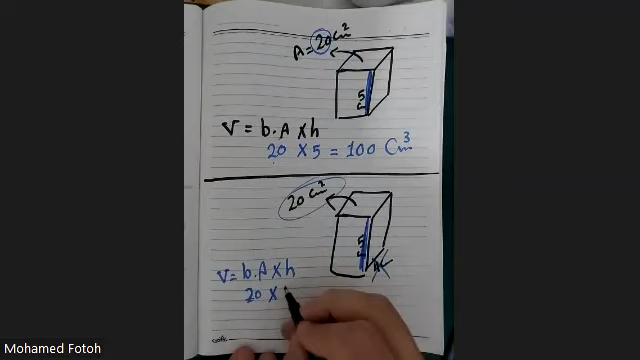 A = 20 cm²
5
V = b.A x h
20 x 5 = 100 Cm³
20 cm²
5
V = b.A x h
20 x
Mohamed Fotoh